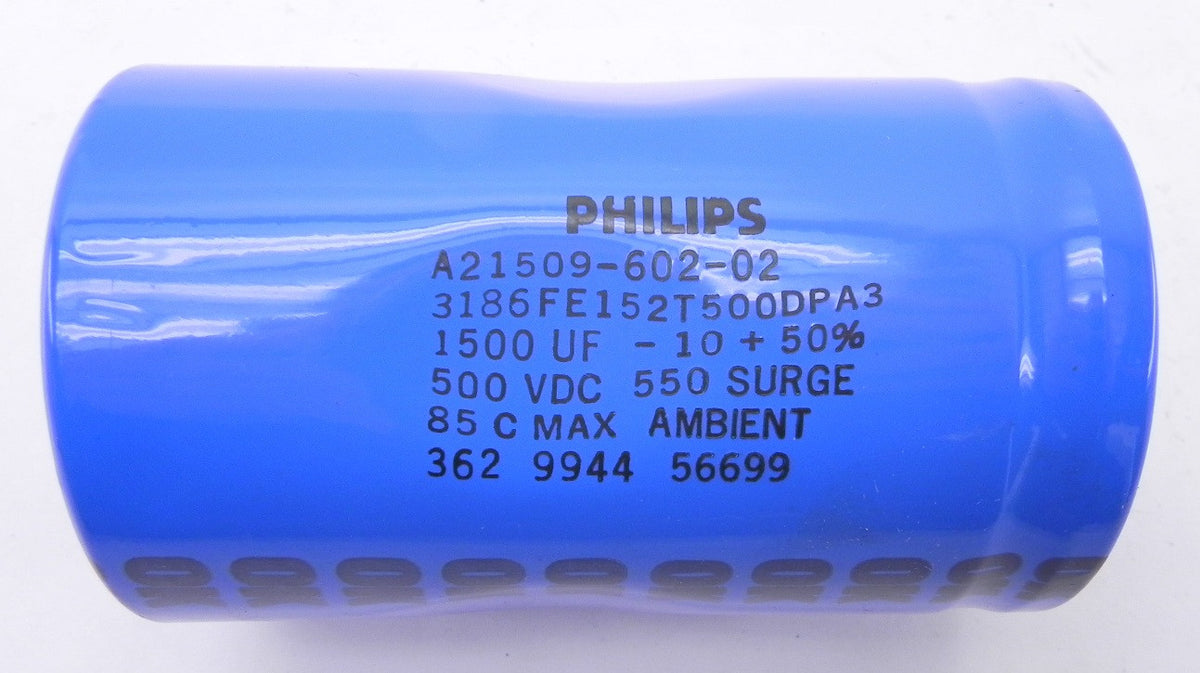 PHILIPS
A21509-602-02
3186FE152T500DPA3
1500 UF -10 +50%
500 VDC 550 SURGE
85 C MAX AMBIENT
362 9944 56699